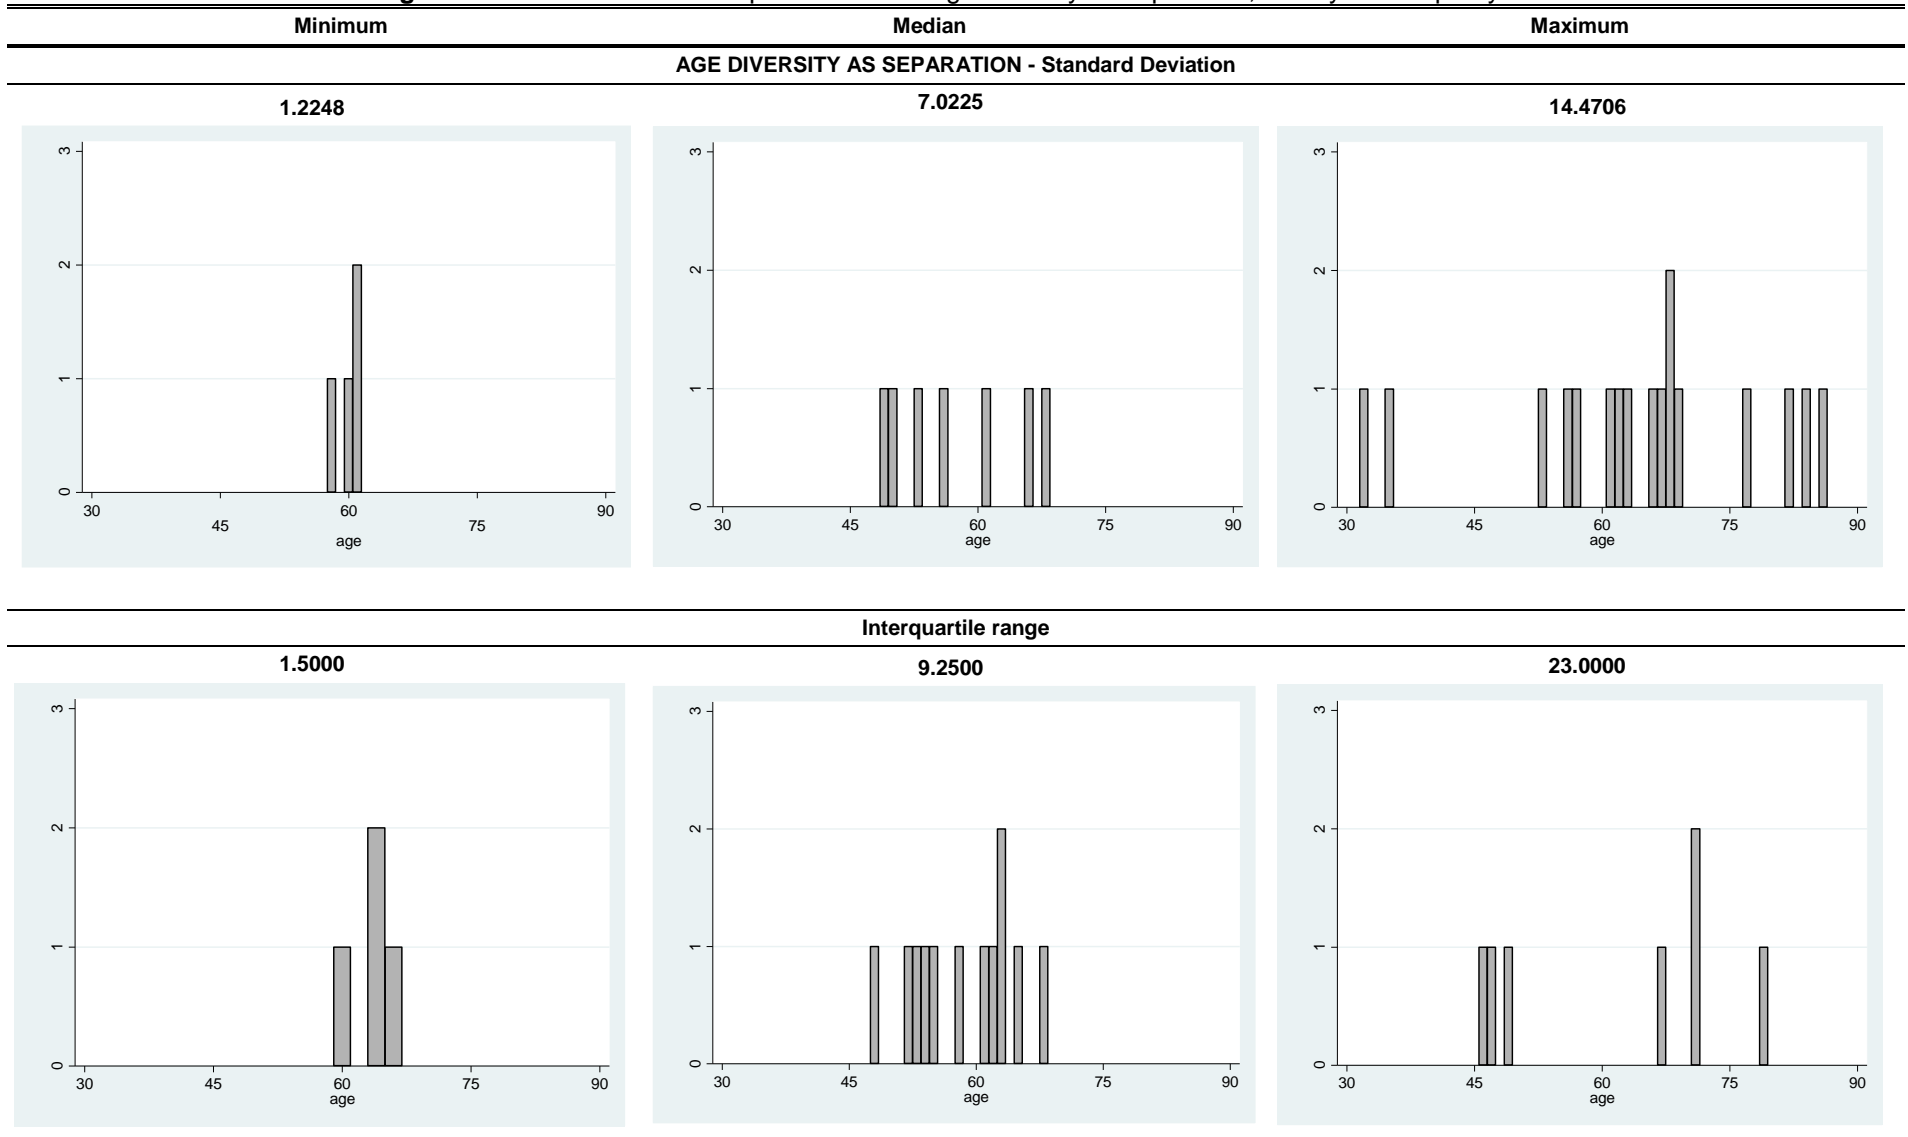 Minimum Median Maximum
AGE DIVERSITY AS SEPARATION - Standard Deviation
1.2248 7.0225 14.4706
3 3 3
2 2 2
1 1 1
0 0 0
30 45 60 75 90 30 45 60 75 90 30 45 60 75 90
age age age
Interquartile range
1.5000 9.2500 23.0000
3 3 3
2 2 2
1 1 1
0 0 0
30 45 60 75 90 30 45 60 75 90 30 45 60 75 90
age age age